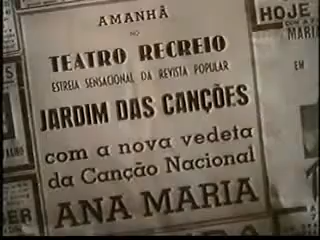 AMANHÃ
NO
TEATRO RECREIO
ESTREIA SENSACIONAL DA REVISTA POPULAR
JARDIM DAS CANÇÕES
com a nova vedeta
da Canção Nacional
ANA MARIA
HOJE
MARIA
EM